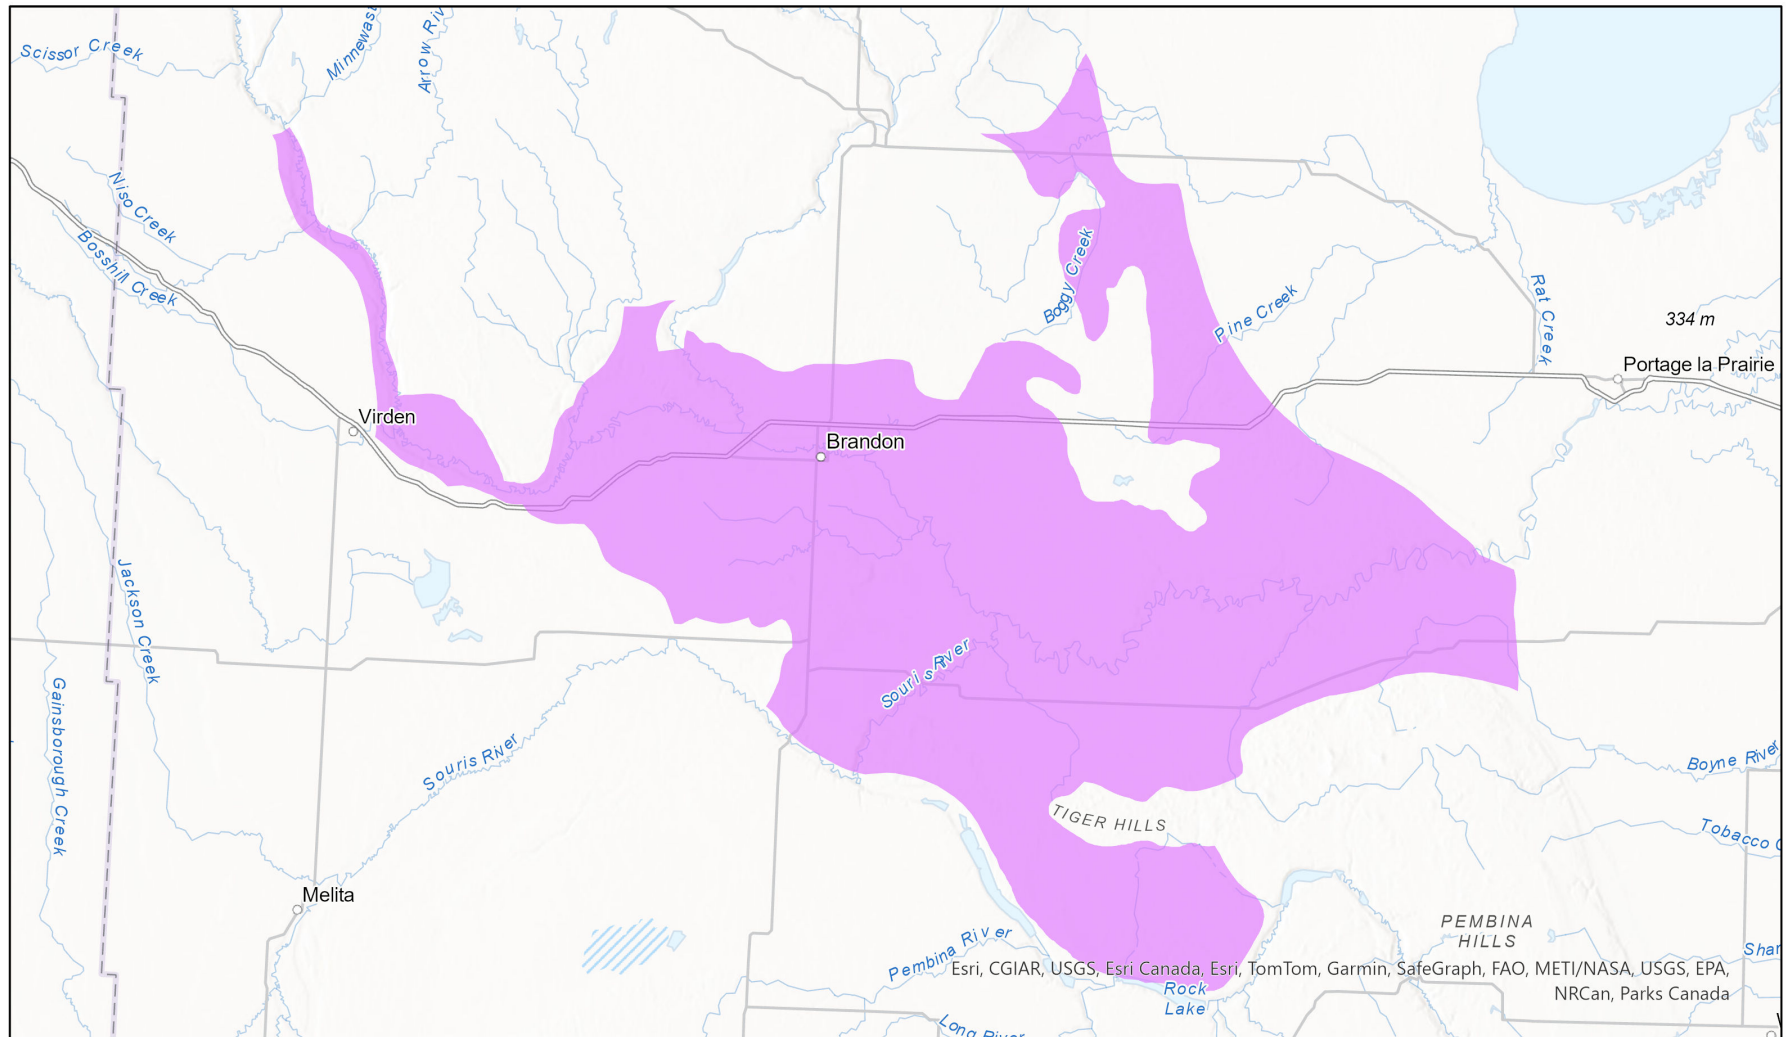 Scissor Creek
Minnewast
Arrow Riv
Niso Creek
Bosshill Creek
Boggy Creek
Pine Creek
Rat Creek
334 m
Portage la Prairie
Virden
Brandon
Jackson Creek
Gainsborough Creek
Souris River
Souris River
Boyne River
TIGER HILLS
Tobacco C
Melita
PEMBINA
HILLS
Pembina River
Shar
Esri, CGIAR, USGS, Esri Canada, Esri, TomTom, Garmin, SafeGraph, FAO, METI/NASA, USGS, EPA,
NRCan, Parks Canada
Rock
Lake
Long River